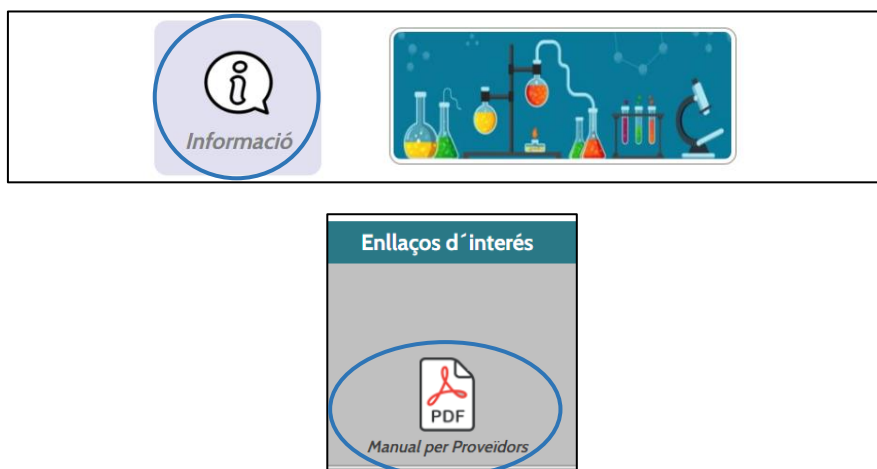 Informació
Enllaços d´interés
PDF
Manual per Proveïdors